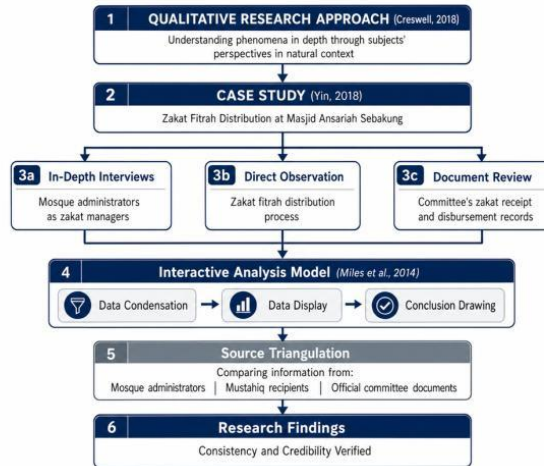 1 QUALITATIVE RESEARCH APPROACH (Creswell, 2018)
Understanding phenomena in depth through subjects'
perspectives in natural context
2 CASE STUDY (Yin, 2018)
Zakat Fitrah Distribution at Masjid Ansariah Sebakung
3a In-Depth Interviews
Mosque administrators
as zakat managers
3b Direct Observation
Zakat fitrah distribution
process
3c Document Review
Committee's zakat receipt
and disbursement records
4 Interactive Analysis Model (Miles et al., 2014)
Data Condensation
Data Display
Conclusion Drawing
5 Source Triangulation
Comparing information from:
Mosque administrators | Mustahiq recipients | Official committee documents
6 Research Findings
Consistency and Credibility Verified